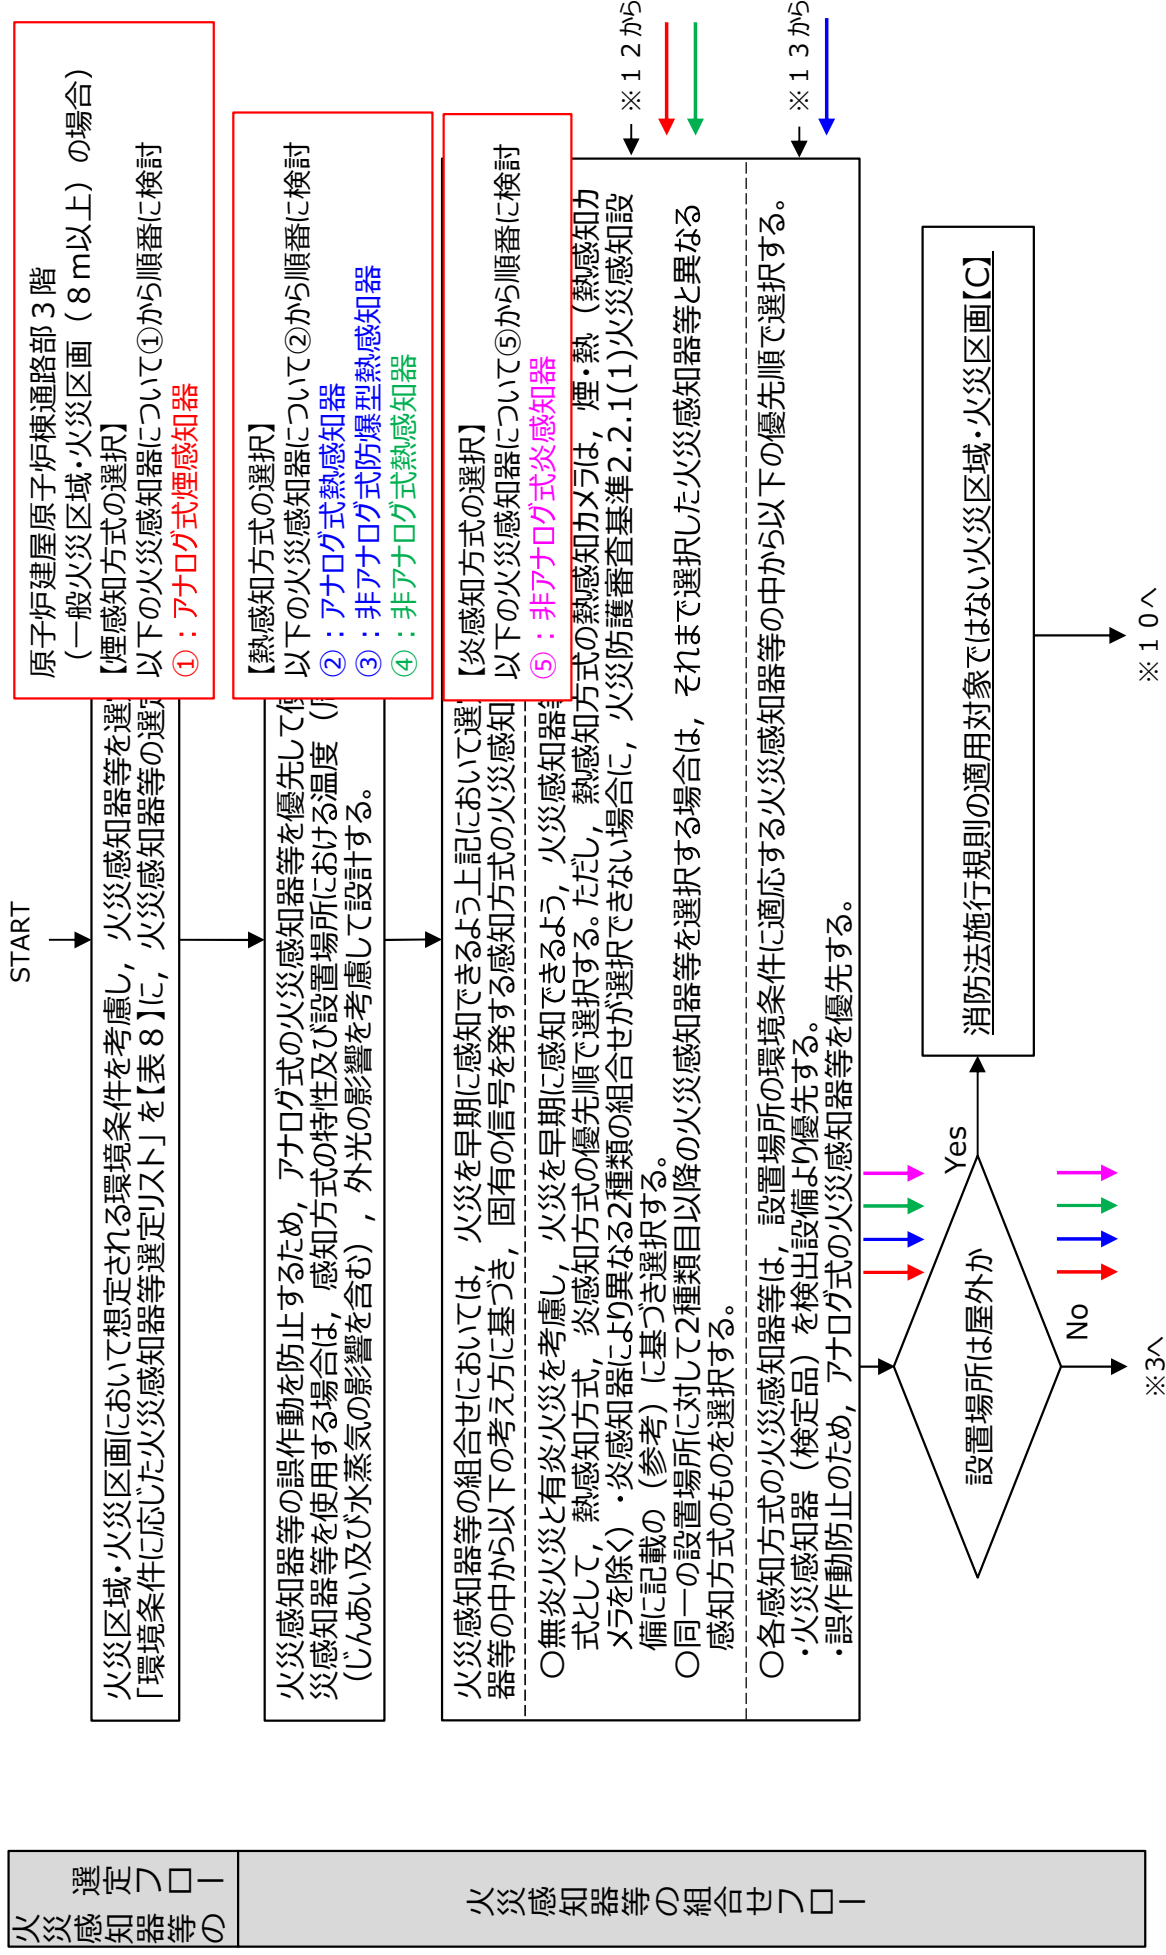 火災感知器等の
選定フロー
火災感知器等の組合せフロー
START
火災区域・火災区画において想定される環境条件を考慮し，火災感知器等を選
「環境条件に応じた火災感知器等選定リスト」を【表８】に，火災感知器等の選定
原子炉建屋原子炉棟通路部３階
（一般火災区域・火災区画（８ｍ以上）の場合）
【煙感知方式の選択】
以下の火災感知器について①から順番に検討
①：アナログ式煙感知器
火災感知器等の誤作動を防止するため，アナログ式の火災感知器等を優先して使
災感知器等を使用する場合は，感知方式の特性及び設置場所における温度（
（じんあい及び水蒸気の影響を含む），外光の影響を考慮して設計する。
【熱感知方式の選択】
以下の火災感知器について②から順番に検討
②：アナログ式熱感知器
③：非アナログ式防爆型熱感知器
④：非アナログ式熱感知器
火災感知器等の組合せにおいては，火災を早期に感知できるよう上記において選
器等の中から以下の考え方に基づき，固有の信号を発する感知方式の火災感知
【炎感知方式の選択】
以下の火災感知器について⑤から順番に検討
⑤：非アナログ式炎感知器
○無炎火災と有炎火災を考慮し，火災を早期に感知できるよう，火災感知器等
式として，熱感知方式，炎感知方式の優先順で選択する。ただし，熱感知方式の熱感知カメラは，煙・熱（熱感知カ
メラを除く）・炎感知器により異なる2種類の組合せが選択できない場合に，火災防護審査基準2.2.1(1)火災感知設
備に記載の（参考）に基づき選択する。
○同一の設置場所に対して2種類目以降の火災感知器等を選択する場合は，それまで選択した火災感知器等と異なる
感知方式のものを選択する。
○各感知方式の火災感知器等は，設置場所の環境条件に適応する火災感知器等の中から以下の優先順で選択する。
・火災感知器（検定品）を検出設備より優先する。
・誤作動防止のため，アナログ式の火災感知器等を優先する。
※１２から
※１３から
設置場所は屋外か
Yes
No
消防法施行規則の適用対象ではない火災区域・火災区画【C】
※１０へ
※3へ